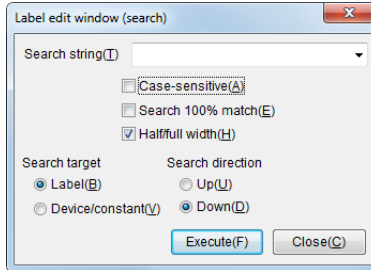 Label edit window (search)
Search string(T)
Case-sensitive(A)
Search 100% match(E)
Half/full width(H)
Search target Search direction
Label(B) Up(U)
Device/constant(V) Down(D)
Execute(F) Close(C)